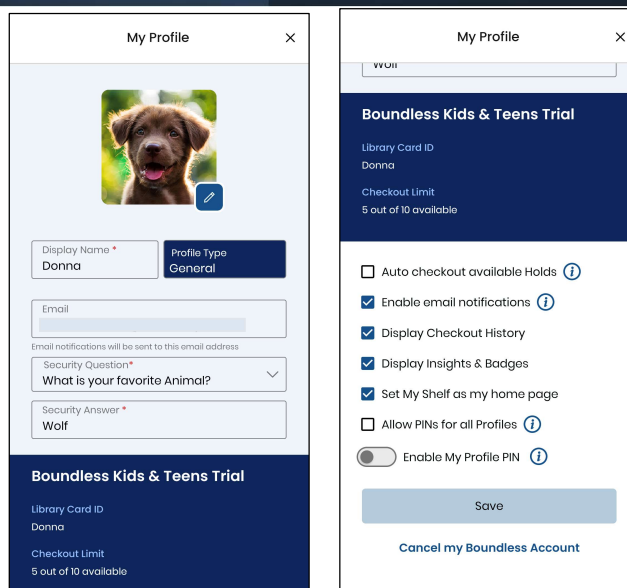 My Profile
Display Name *
Donna
Profile Type
General
Email
Email notifications will be sent to this email address
Security Question*
What is your favorite Animal?
Security Answer *
Wolf
Boundless Kids & Teens Trial
Library Card ID
Donna
Checkout Limit
5 out of 10 available
My Profile
Wolf
Boundless Kids & Teens Trial
Library Card ID
Donna
Checkout Limit
5 out of 10 available
Auto checkout available Holds
Enable email notifications
Display Checkout History
Display Insights & Badges
Set My Shelf as my home page
Allow PINs for all Profiles
Enable My Profile PIN
Save
Cancel my Boundless Account